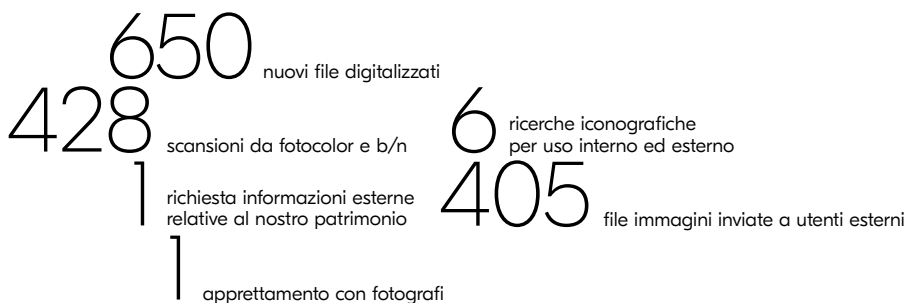 650 nuovi file digitalizzati
428 scansioni da fotocolor e b/n
1 richiesta informazioni esterne
relative al nostro patrimonio
1 apprettamento con fotografi
6 ricerche iconografiche
per uso interno ed esterno
405 file immagini inviate a utenti esterni